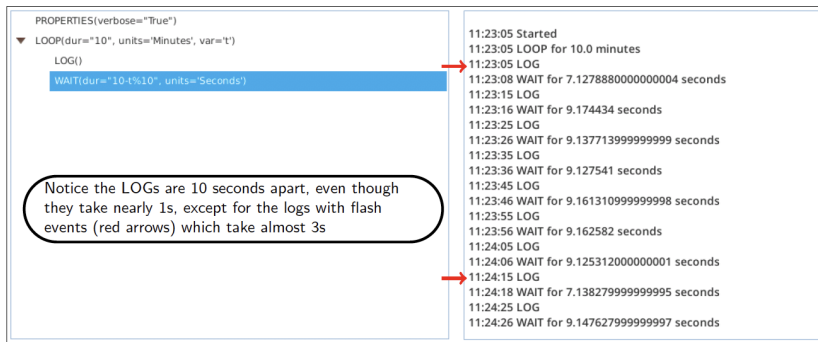 PROPERTIES(verbose="True")
LOOP(dur="10", units='Minutes', var='t')
LOG()
WAIT(dur="10-t%10", units='Seconds')
Notice the LOGs are 10 seconds apart, even though
they take nearly 1s, except for the logs with flash
events (red arrows) which take almost 3s
11:23:05 Started
11:23:05 LOOP for 10.0 minutes
11:23:05 LOG
11:23:08 WAIT for 7.1278880000000004 seconds
11:23:15 LOG
11:23:16 WAIT for 9.174434 seconds
11:23:25 LOG
11:23:26 WAIT for 9.137713999999999 seconds
11:23:35 LOG
11:23:36 WAIT for 9.127541 seconds
11:23:45 LOG
11:23:46 WAIT for 9.161310999999998 seconds
11:23:55 LOG
11:23:56 WAIT for 9.162582 seconds
11:24:05 LOG
11:24:06 WAIT for 9.125312000000001 seconds
11:24:15 LOG
11:24:18 WAIT for 7.138279999999995 seconds
11:24:25 LOG
11:24:26 WAIT for 9.147627999999997 seconds